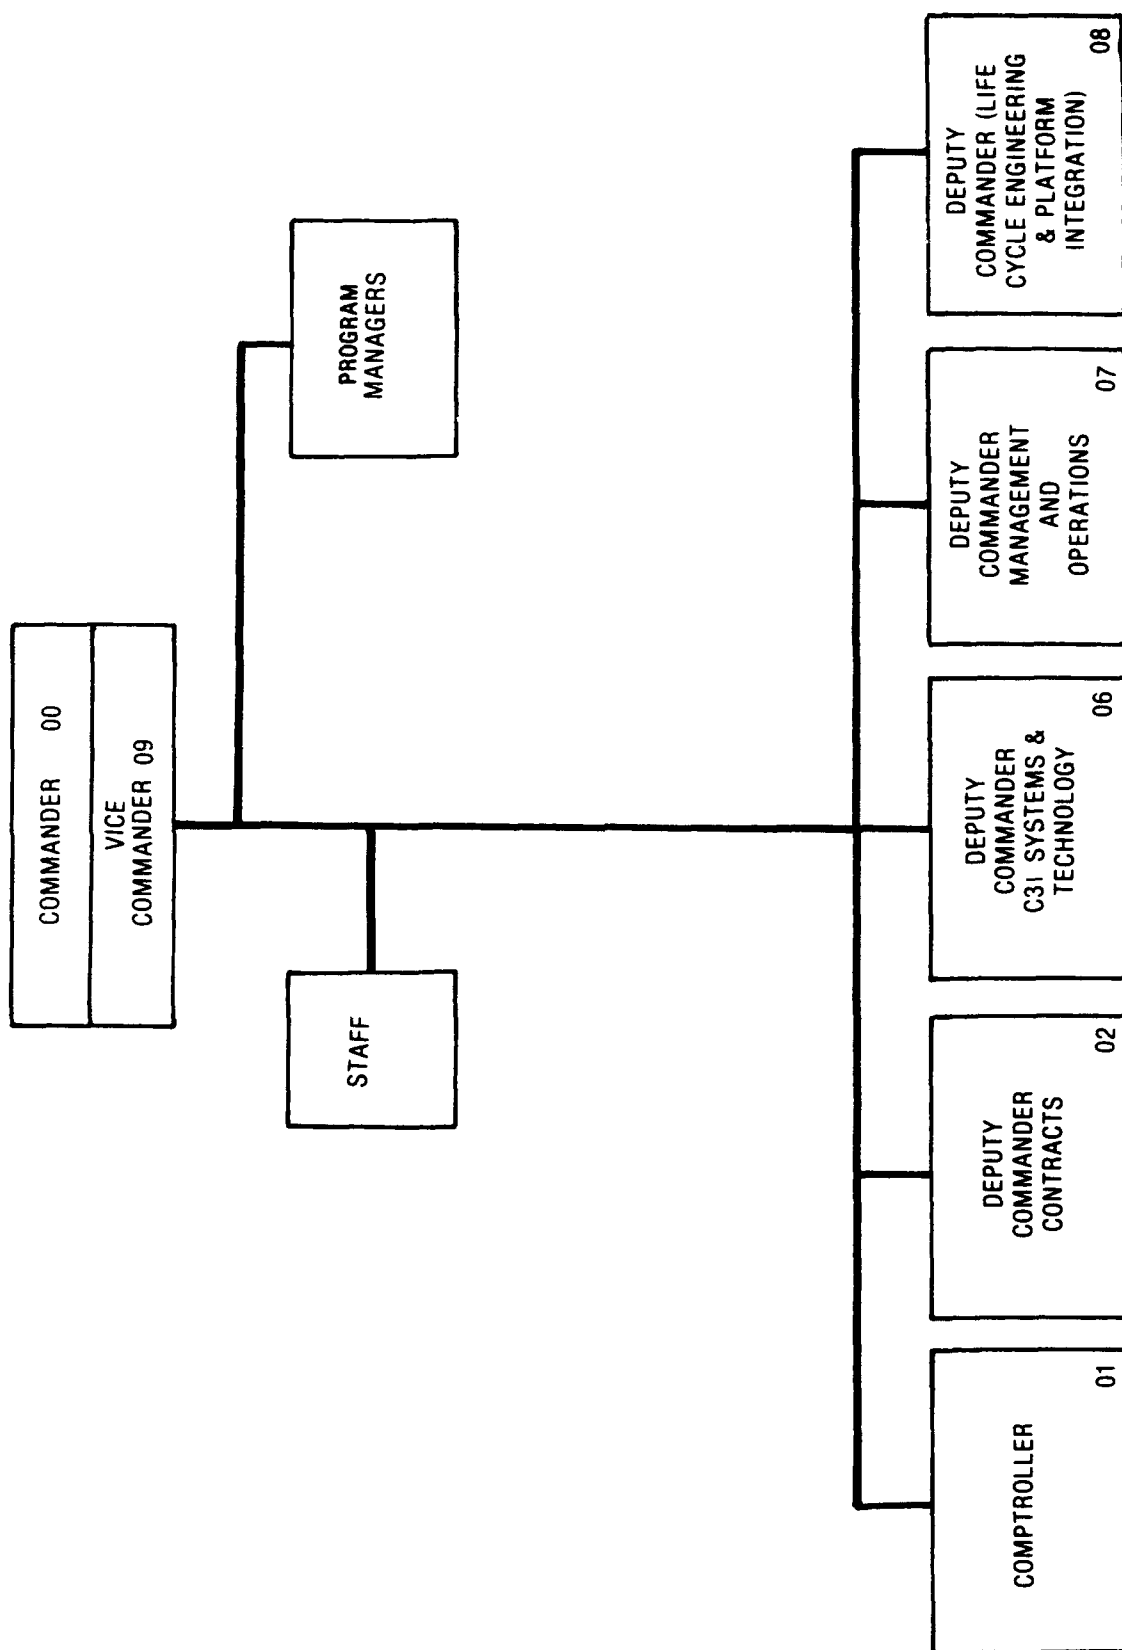 COMMANDER 00
VICE
COMMANDER 09
STAFF
PROGRAM
MANAGERS
COMPTROLLER
01
DEPUTY
COMMANDER
CONTRACTS
02
DEPUTY
COMMANDER
C3I SYSTEMS &
TECHNOLOGY
06
DEPUTY
COMMANDER
MANAGEMENT
AND
OPERATIONS
07
DEPUTY
COMMANDER (LIFE
CYCLE ENGINEERING
& PLATFORM
INTEGRATION)
08